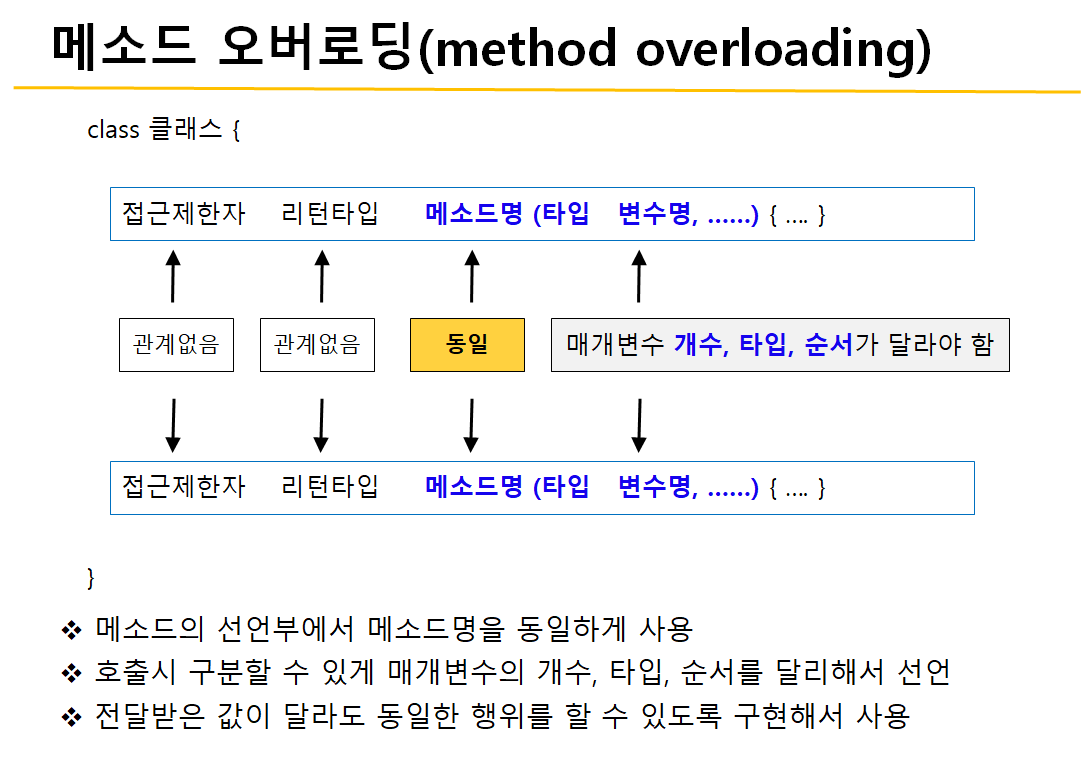 메소드 오버로딩(method overloading)
class 클래스 {
접근제한자 리턴타입 메소드명 (타입 변수명, ……) { …. }
관계없음 관계없음 동일 매개변수 개수, 타입, 순서가 달라야 함
접근제한자 리턴타입 메소드명 (타입 변수명, ……) { …. }
}
❖ 메소드의 선언부에서 메소드명을 동일하게 사용
❖ 호출시 구분할 수 있게 매개변수의 개수, 타입, 순서를 달리해서 선언
❖ 전달받은 값이 달라도 동일한 행위를 할 수 있도록 구현해서 사용